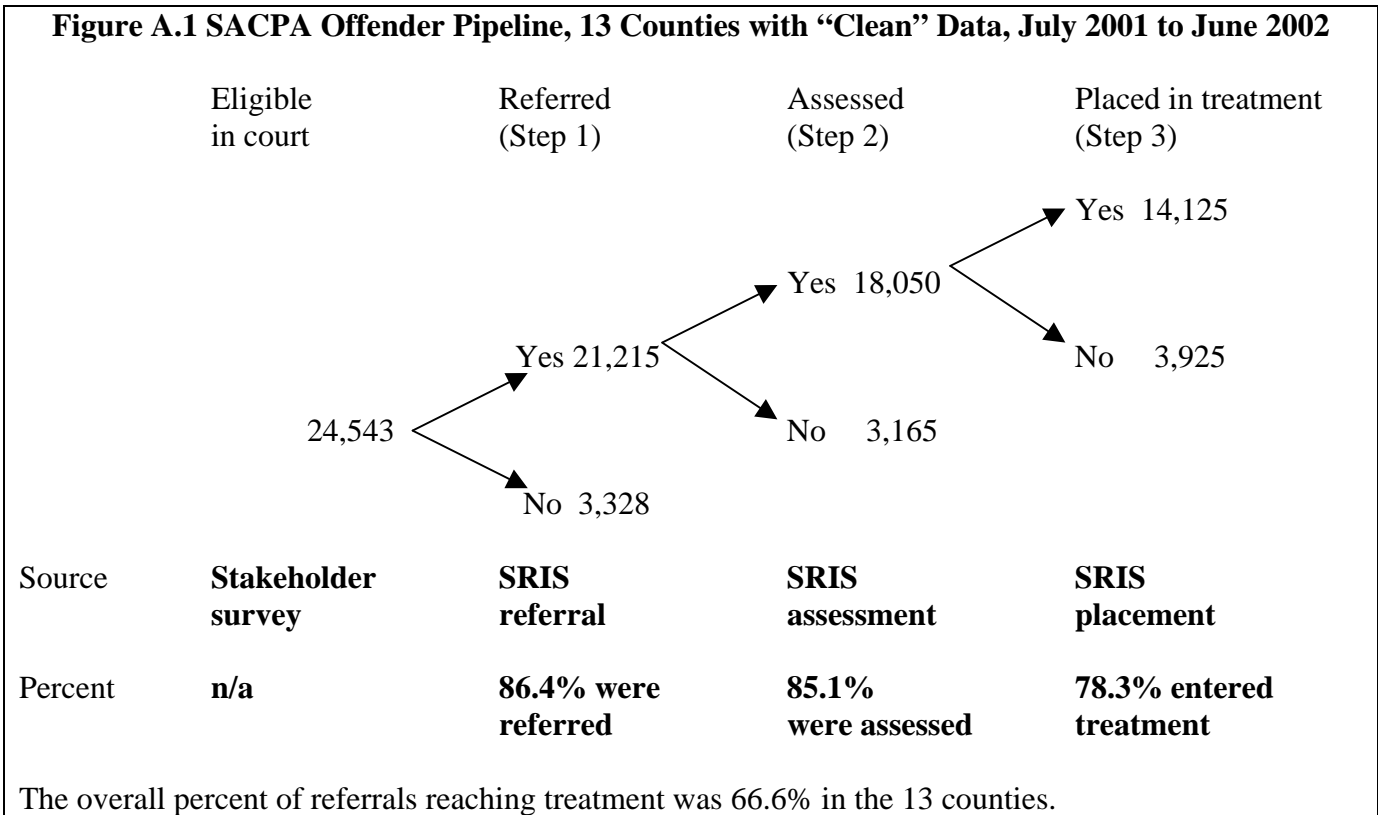 Figure A.1 SACPA Offender Pipeline, 13 Counties with “Clean” Data, July 2001 to June 2002
Eligible Referred Assessed Placed in treatment
in court (Step 1) (Step 2) (Step 3)
Yes 14,125
Yes 18,050
Yes 21,215 No 3,925
24,543 No 3,165
No 3,328
Source Stakeholder SRIS SRIS SRIS
survey referral assessment placement
Percent n/a 86.4% were 85.1% 78.3% entered
referred were assessed treatment
The overall percent of referrals reaching treatment was 66.6% in the 13 counties.